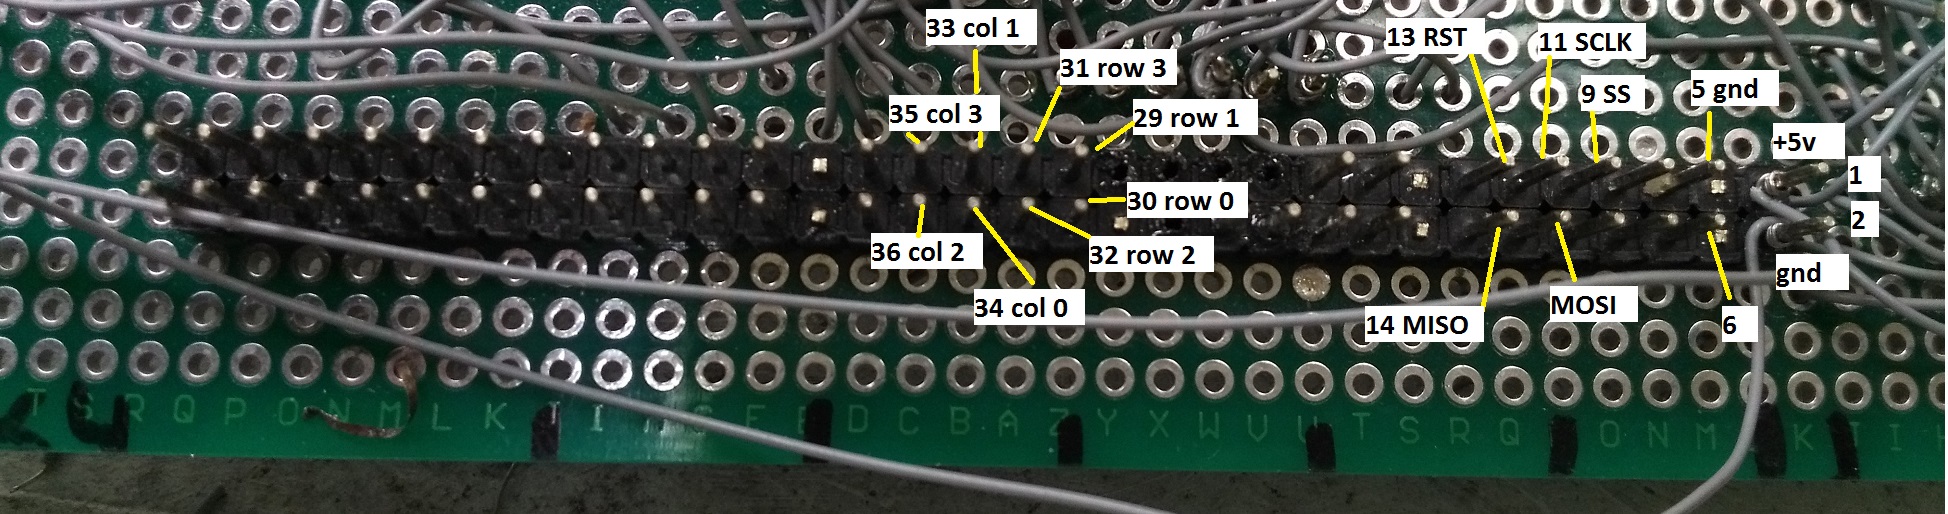 33 col 1
13 RST
11 SCLK
31 row 3
9 SS
5 gnd
35 col 3
29 row 1
+5v
1
30 row 0
2
36 col 2
32 row 2
gnd
34 col 0
14 MISO
MOSI
6
T S R Q P O N M L K I I F D C B A Z Y X W V U T S R Q O N M K I I